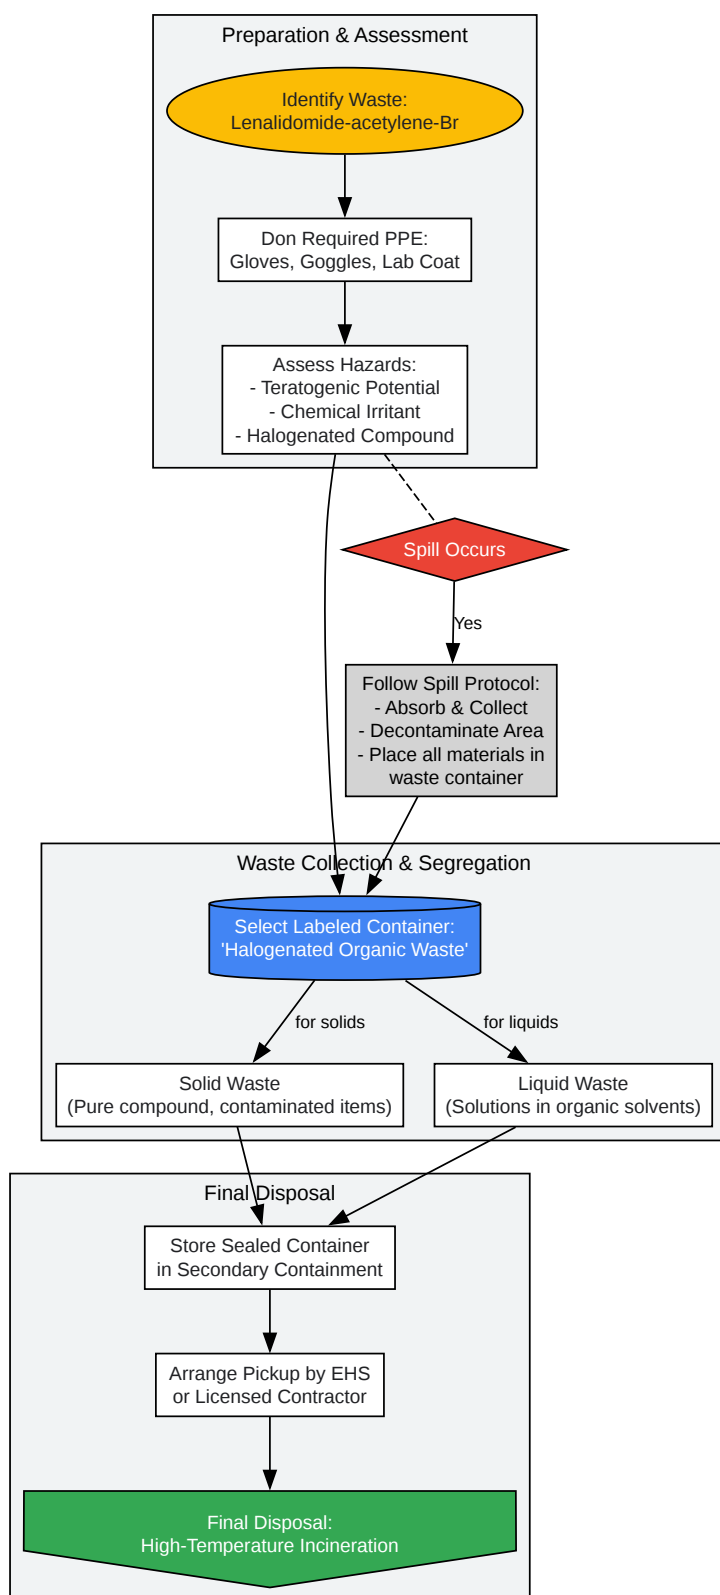 Preparation & Assessment
Identify Waste:
Lenalidomide-acetylene-Br
Don Required PPE:
Gloves, Goggles, Lab Coat
Assess Hazards:
- Teratogenic Potential
- Chemical Irritant
- Halogenated Compound
Spill Occurs
Yes
Follow Spill Protocol:
- Absorb & Collect
- Decontaminate Area
- Place all materials in
waste container
Waste Collection & Segregation
Select Labeled Container:
'Halogenated Organic Waste'
for solids
for liquids
Solid Waste
(Pure compound, contaminated items)
Liquid Waste
(Solutions in organic solvents)
Final Disposal
Store Sealed Container
in Secondary Containment
Arrange Pickup by EHS
or Licensed Contractor
Final Disposal:
High-Temperature Incineration